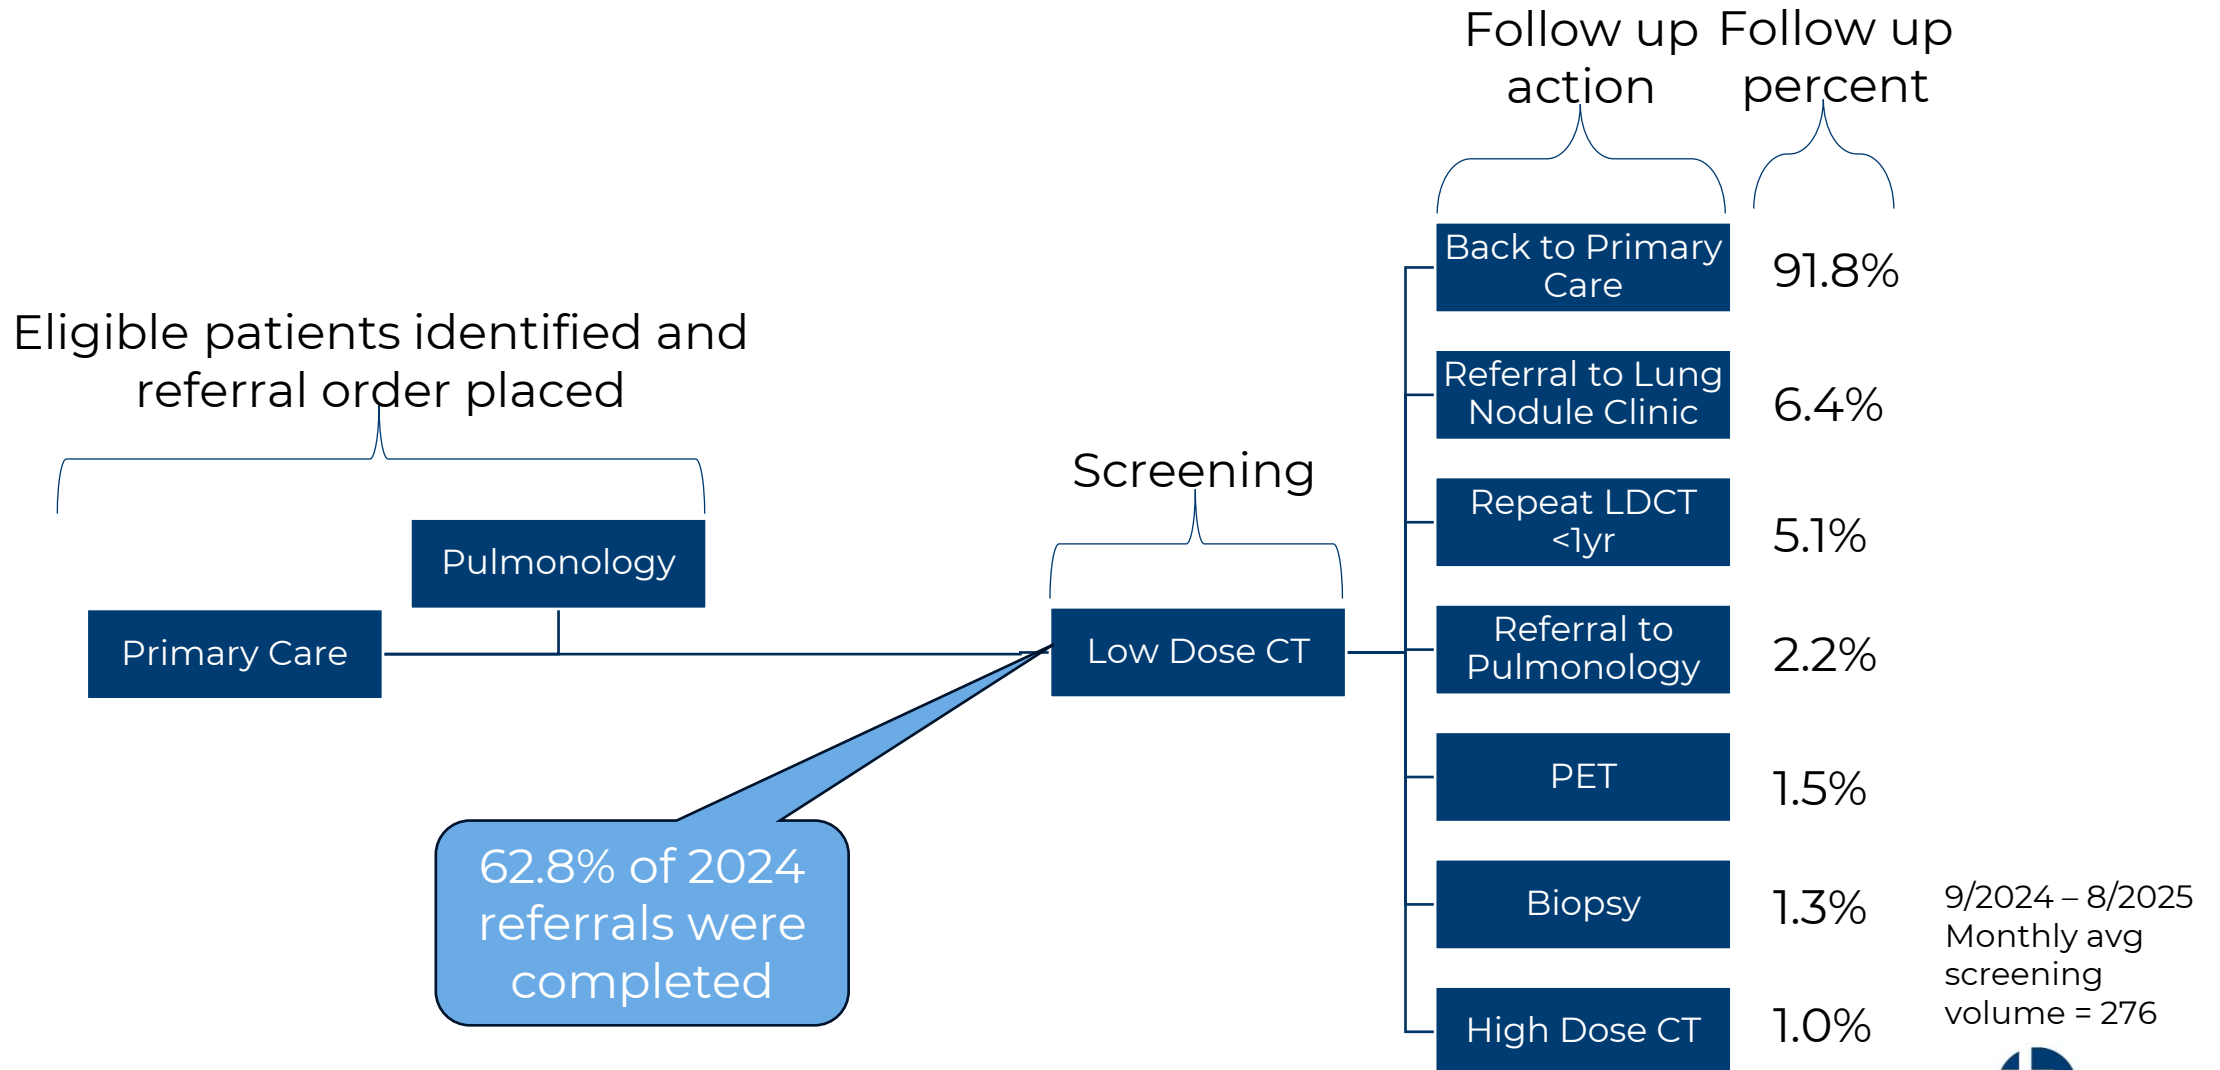 Follow up
action
Follow up
percent
Eligible patients identified and
referral order placed
Screening
Primary Care
Pulmonology
Low Dose CT
62.8% of 2024
referrals were
completed
Back to Primary
Care
91.8%
Referral to Lung
Nodule Clinic
6.4%
Repeat LDCT
<1yr
5.1%
Referral to
Pulmonology
2.2%
PET
1.5%
Biopsy
1.3%
High Dose CT
1.0%
9/2024 – 8/2025
Monthly avg
screening
volume = 276